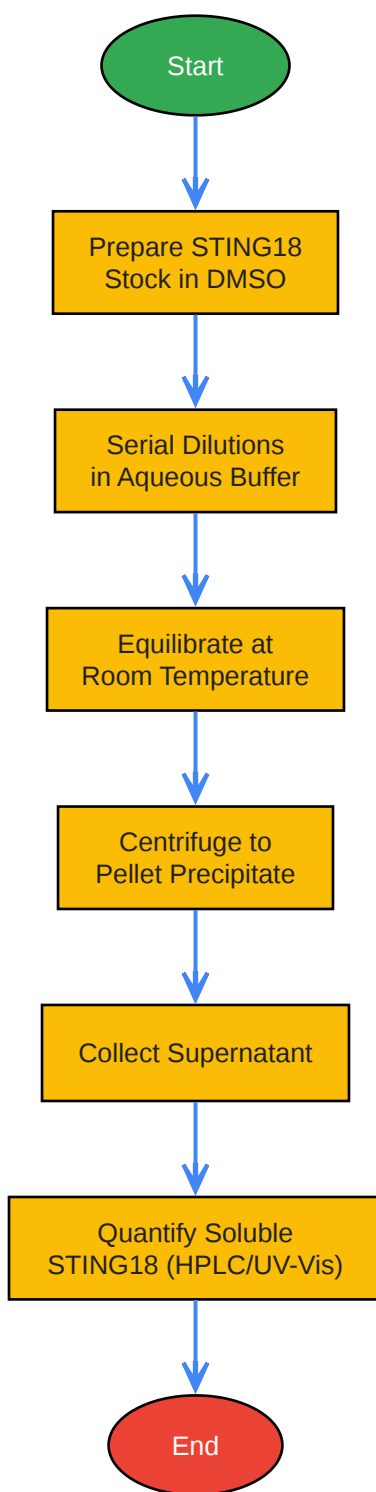 Start
Prepare STING18
Stock in DMSO
Serial Dilutions
in Aqueous Buffer
Equilibrate at
Room Temperature
Centrifuge to
Pellet Precipitate
Collect Supernatant
Quantify Soluble
STING18 (HPLC/UV-Vis)
End